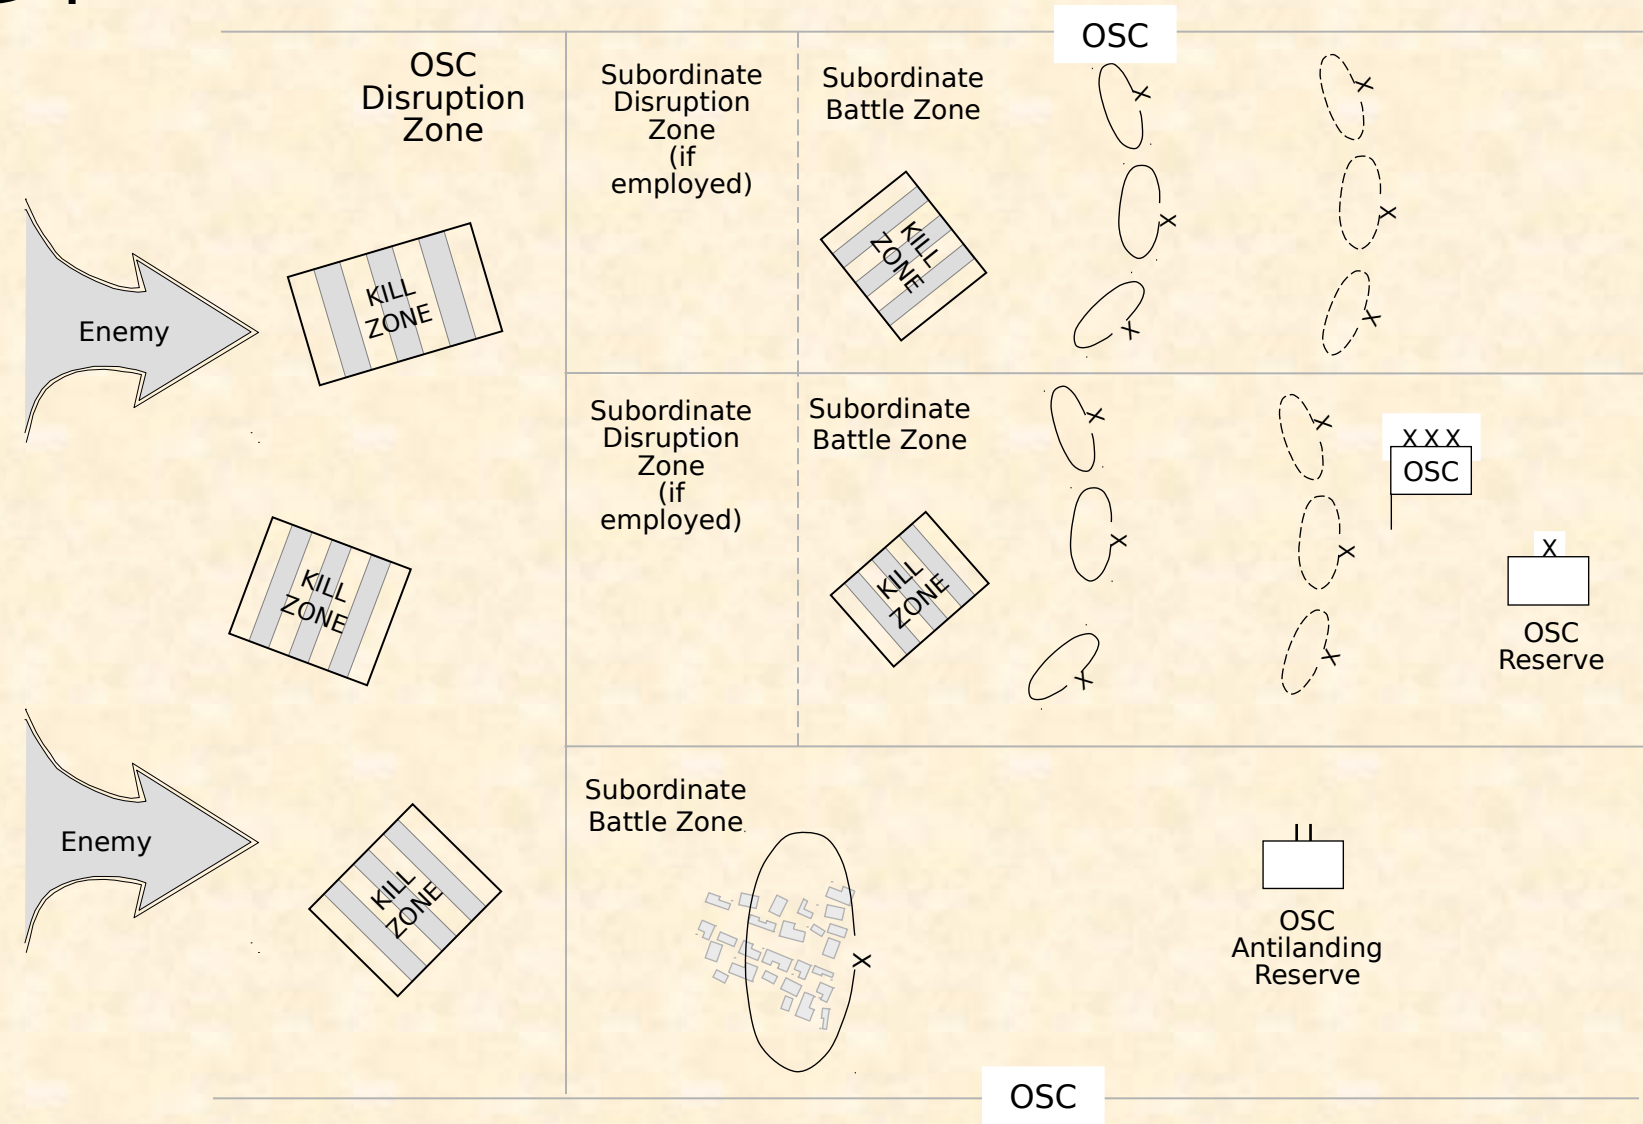 OSC
OSC
Disruption
Zone
Subordinate
Disruption
Zone
(if
employed)
Subordinate
Battle Zone
X
X
X
X
X
X
KILL
ZONE
KILL
ZONE
Enemy
Subordinate
Disruption
Zone
(if
employed)
Subordinate
Battle Zone
X
X
X
X
X
X
X X X
OSC
X
OSC
Reserve
KILL
ZONE
KILL
ZONE
Enemy
KILL
ZONE
Subordinate
Battle Zone
X
OSC
Antilanding
Reserve
OSC